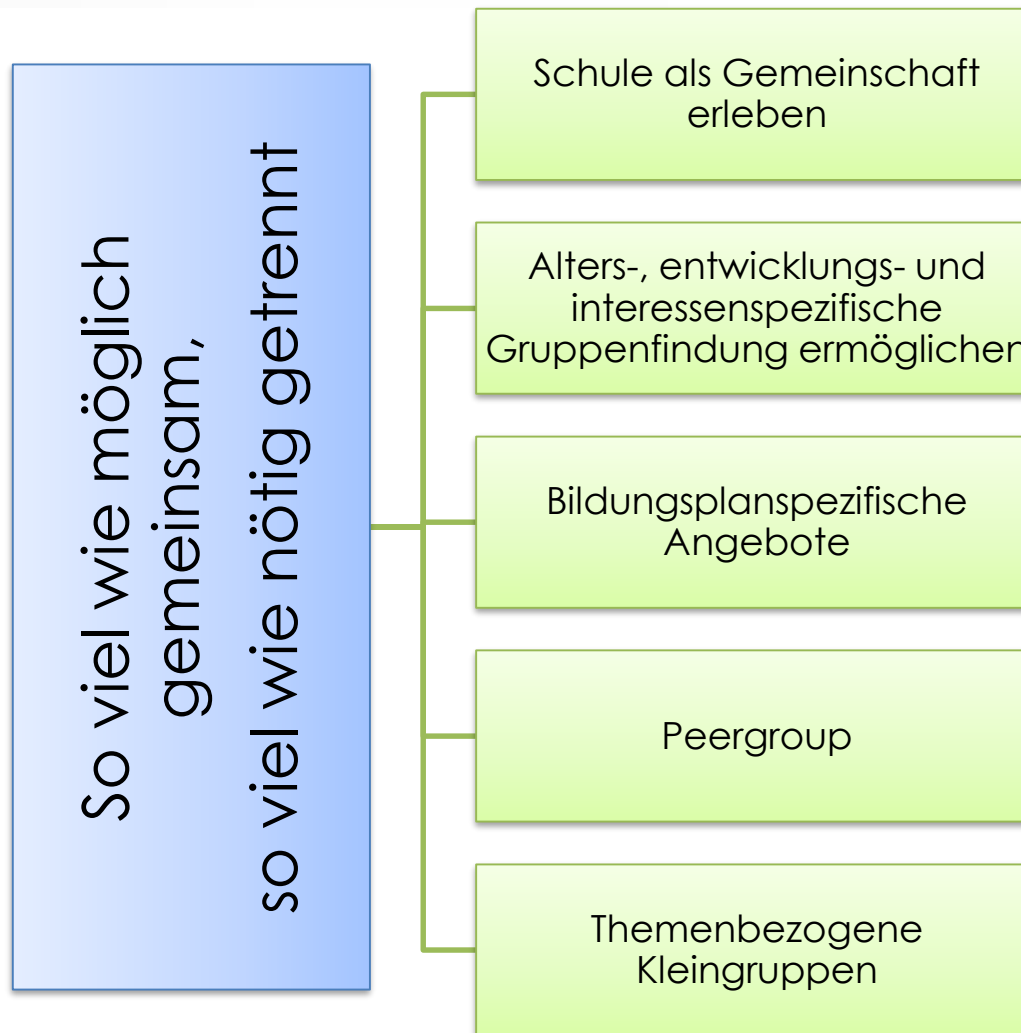 So viel wie möglich
gemeinsam,
so viel wie nötig getrennt
Schule als Gemeinschaft
erleben
Alters-, entwicklungs- und
interessenspezifische
Gruppenfindung ermöglichen
Bildungsplanspezifische
Angebote
Peergroup
Themenbezogene
Kleingruppen